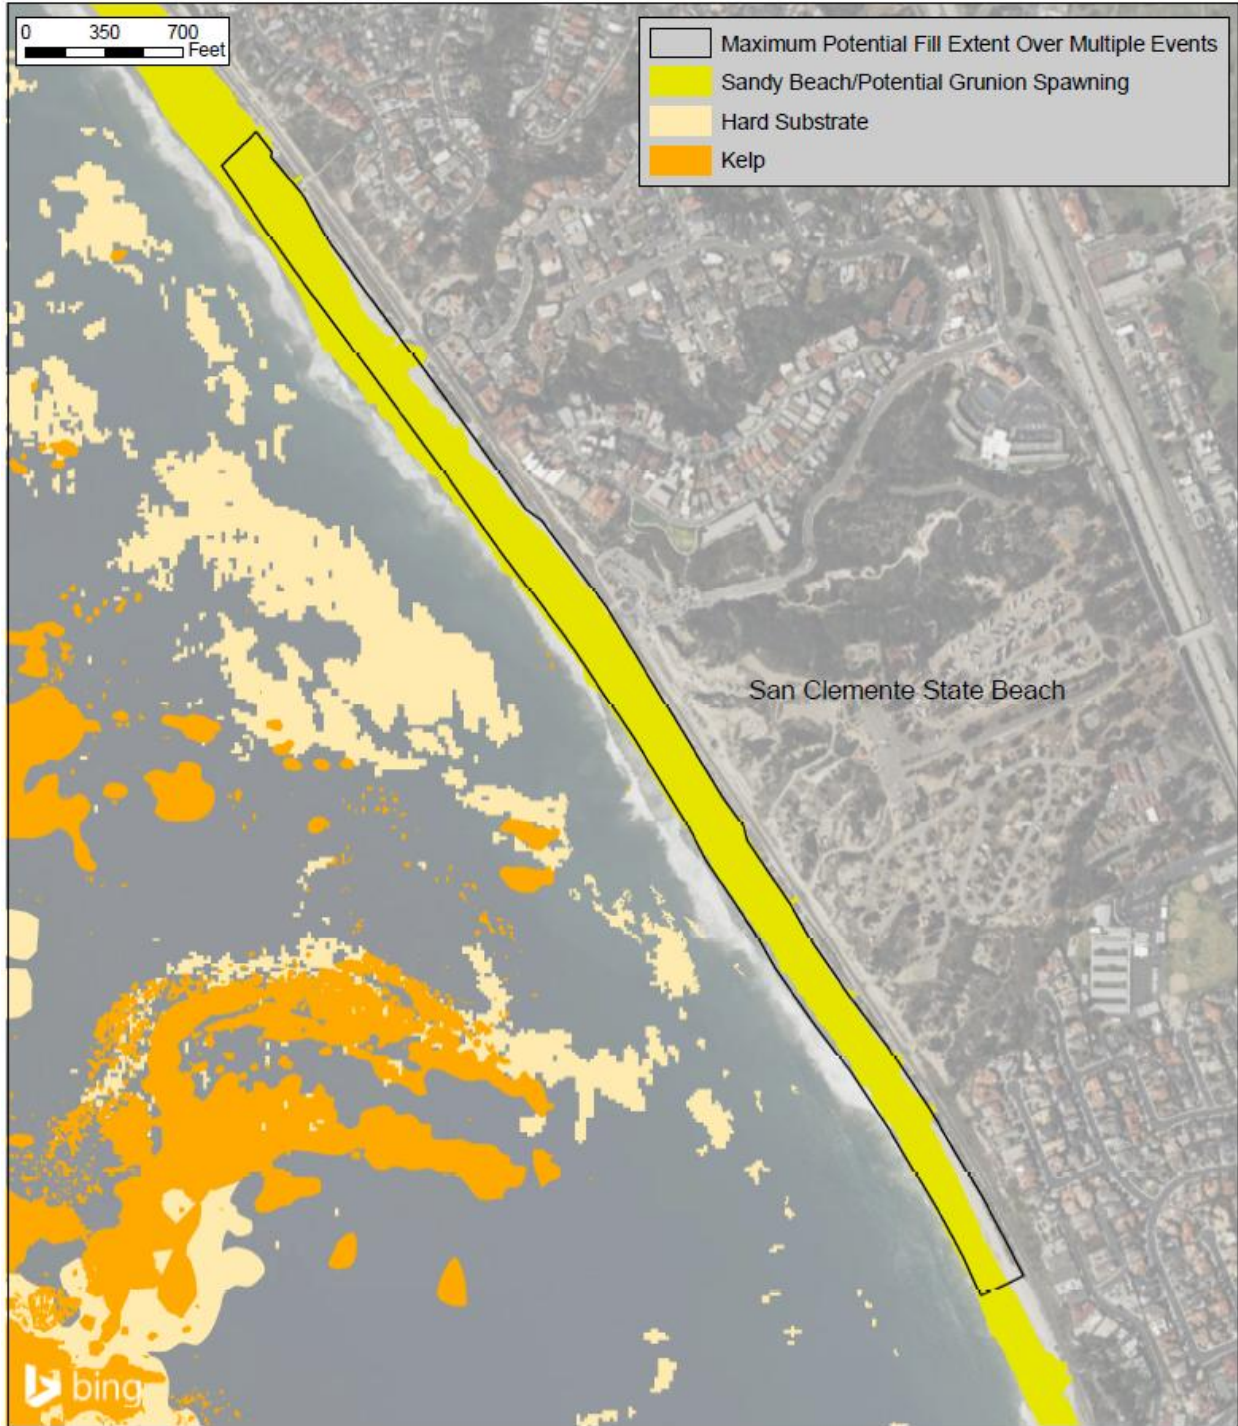 0 350 700
Feet
Maximum Potential Fill Extent Over Multiple Events
Sandy Beach/Potential Grunion Spawning
Hard Substrate
Kelp
San Clemente State Beach
bing